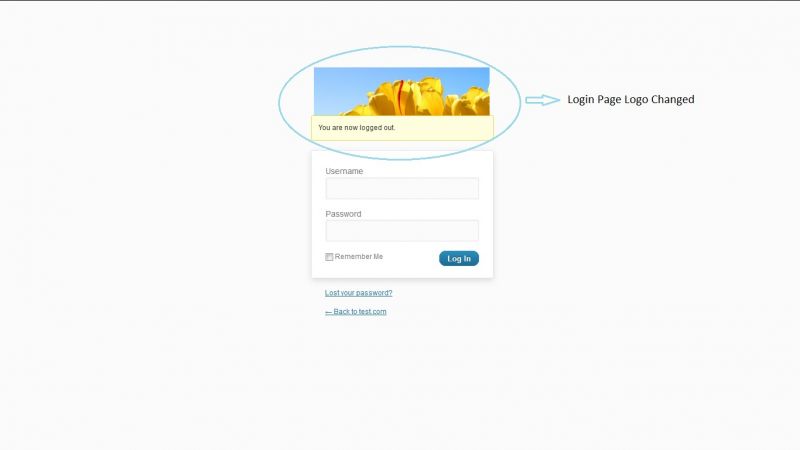 Login Page Logo Changed
You are now logged out.
Username
Password
Remember Me
Log In
Lost your password?
← Back to test.com